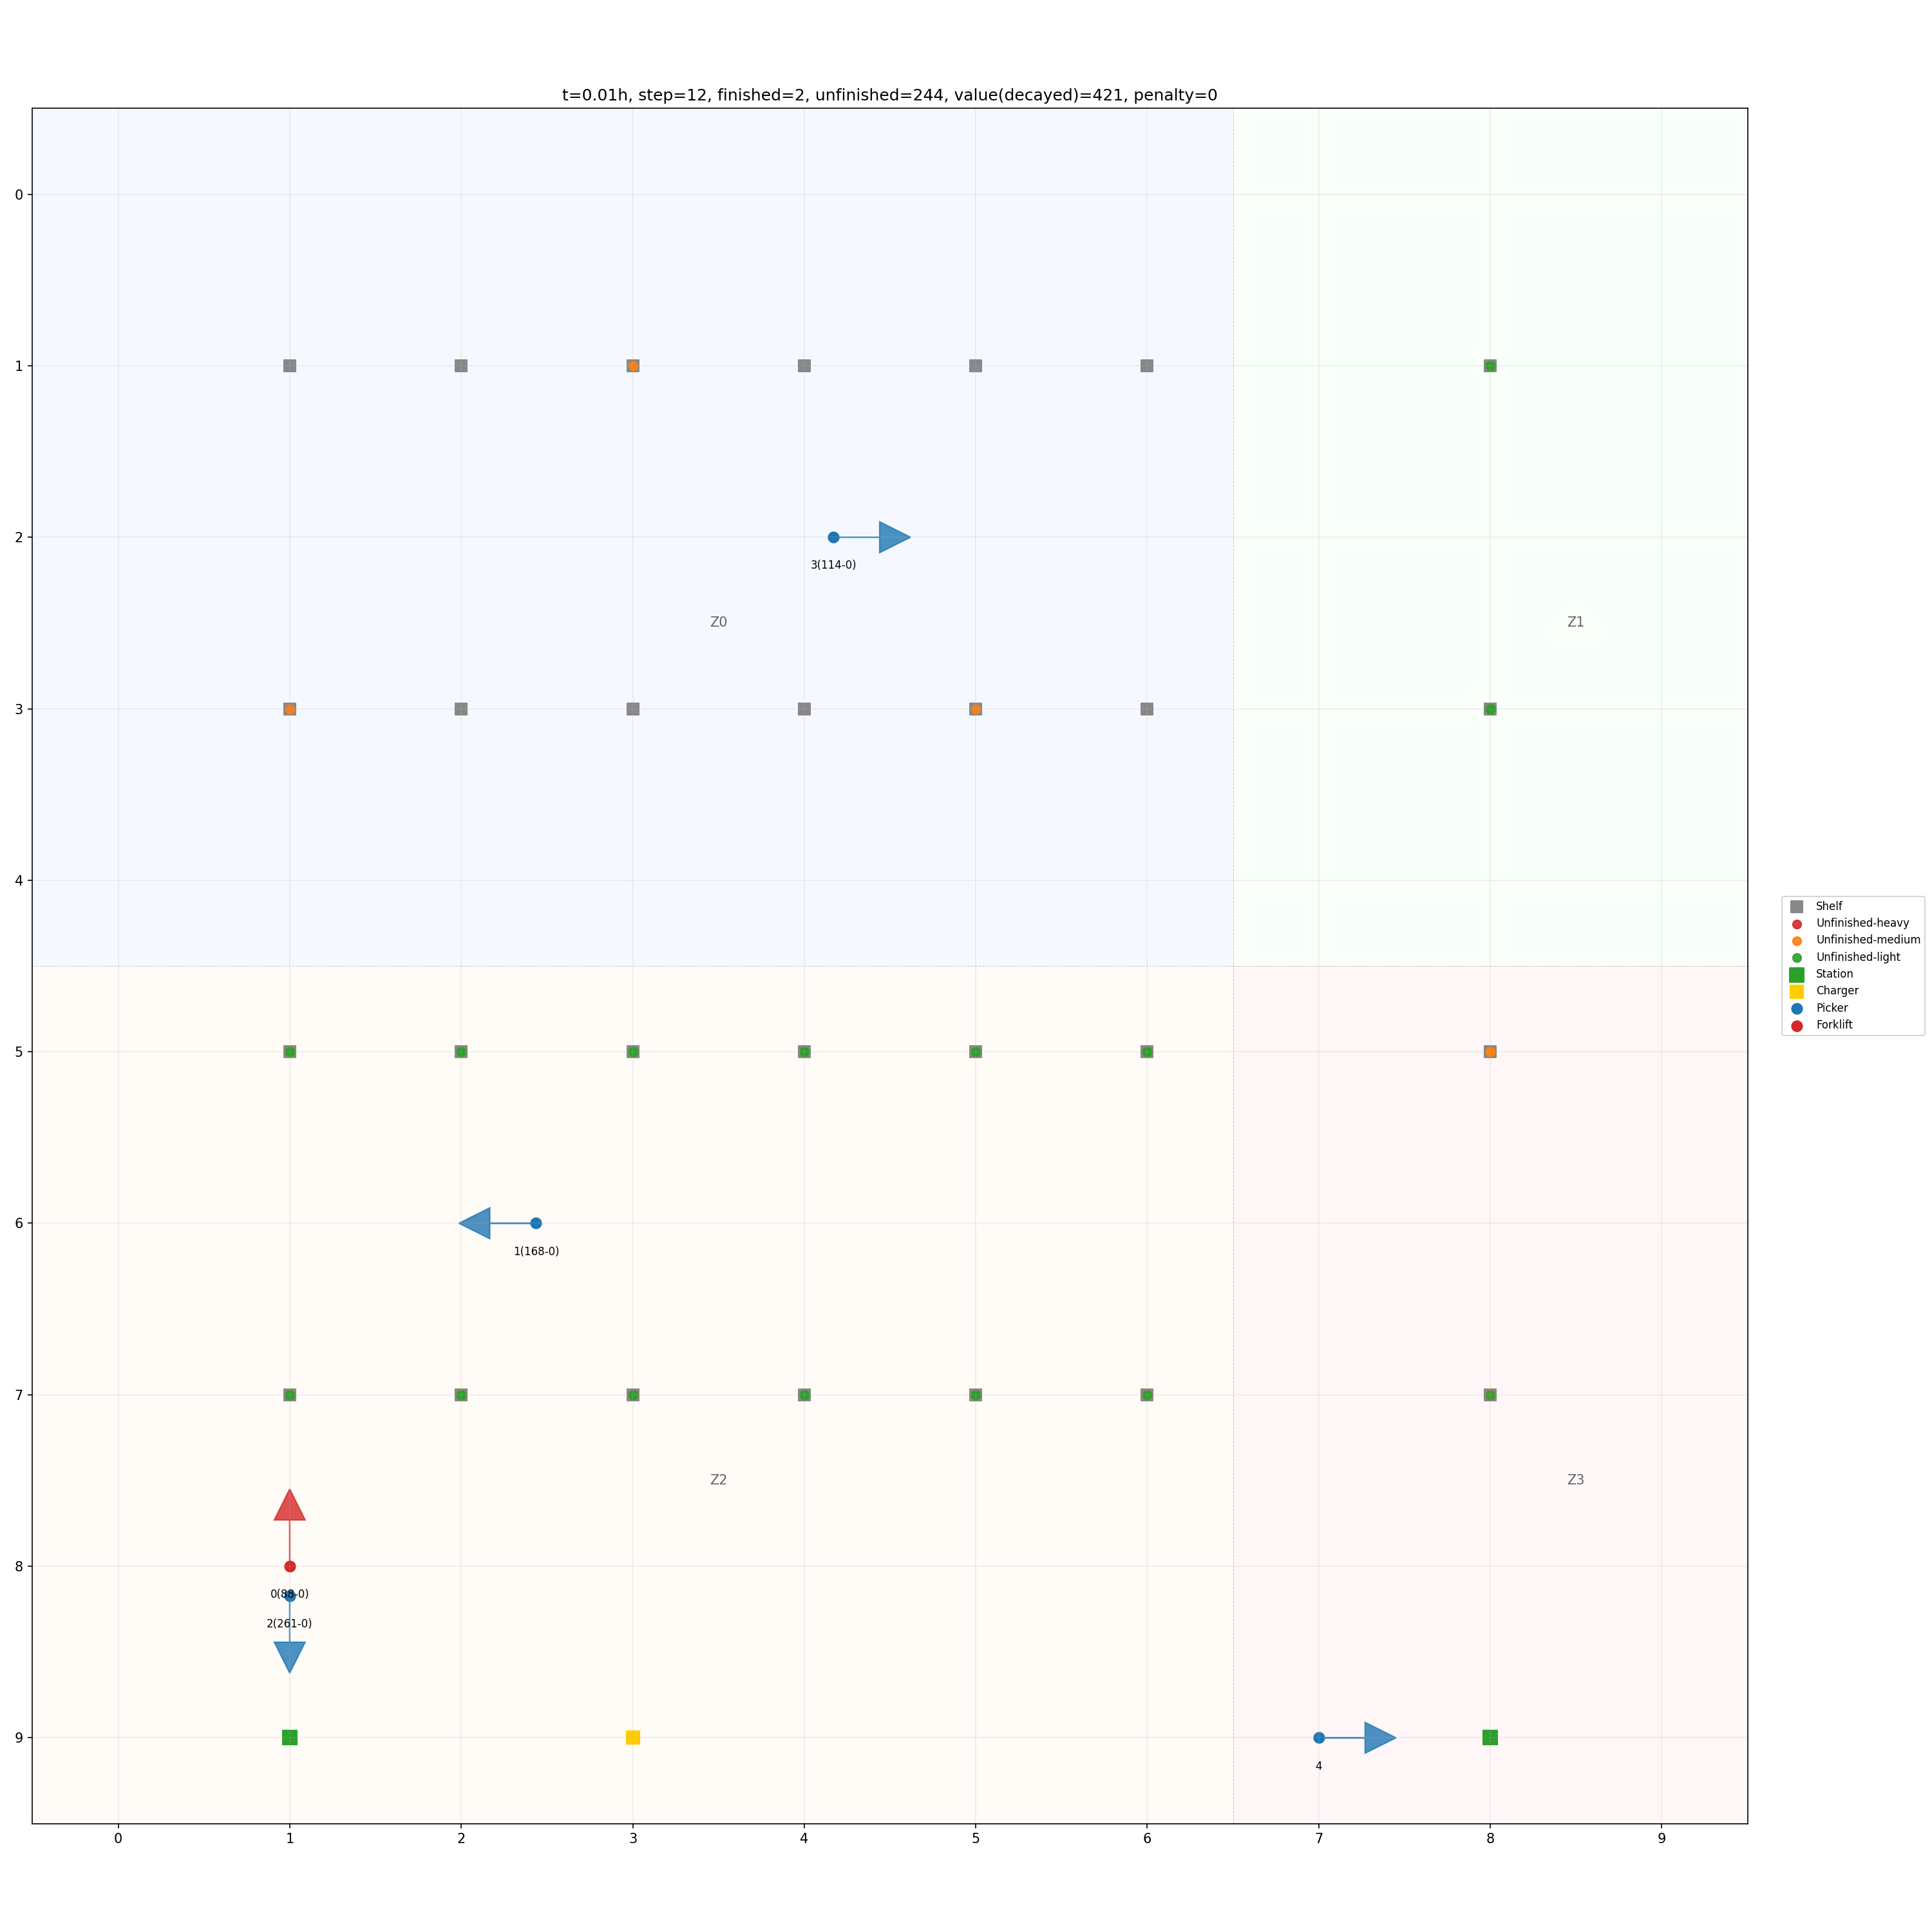 t=0.01h, step=12, finished=2, unfinished=244, value(decayed)=421, penalty=0
0
1
2
3(114-0)
Z0
Z1
3
4
Shelf
Unfinished-heavy
Unfinished-medium
Unfinished-light
Station
Charger
Picker
Forklift
5
6
1(168-0)
7
Z2
Z3
8
0(88-0)
2(261-0)
9
4
0 1 2 3 4 5 6 7 8 9